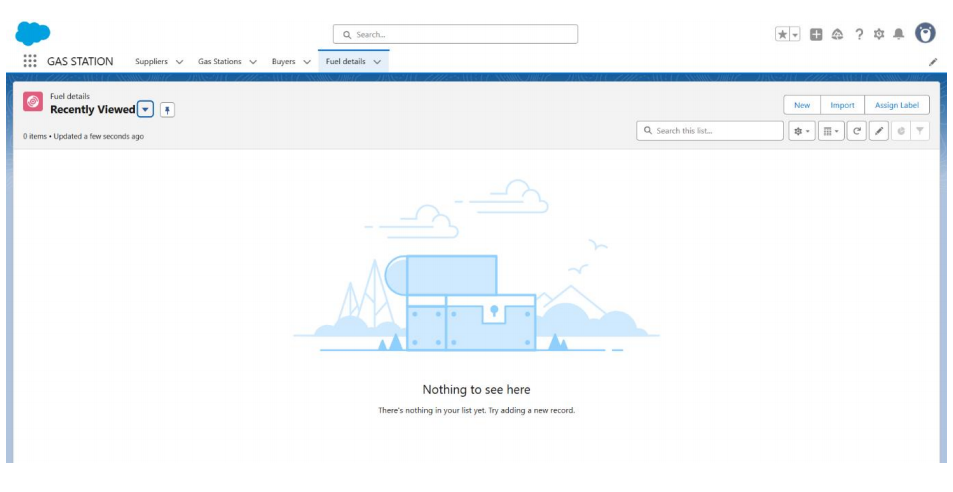 Search...
GAS STATION Suppliers Gas Stations Buyers Fuel details
Fuel details
Recently Viewed
New Import Assign Label
0 items • Updated a few seconds ago
Search this list...
Nothing to see here
There's nothing in your list yet. Try adding a new record.